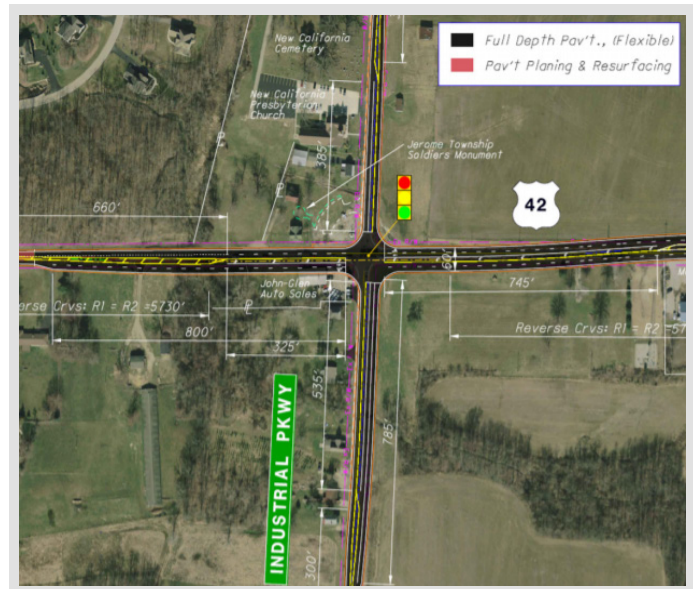 Full Depth Pav't., (Flexible)
Pav't Planing & Resurfacing
New California
Cemetery
New California
Presbyterian
Church
385'
Jerome Township
Soldiers Monument
660'
42
60'
John-Glen
Auto Sales
745'
erse Crvs: R1 = R2 =5730'
P
Reverse Crvs: R1 = R2 =57
800'
325'
535'
785'
INDUSTRIAL PKWY
300'